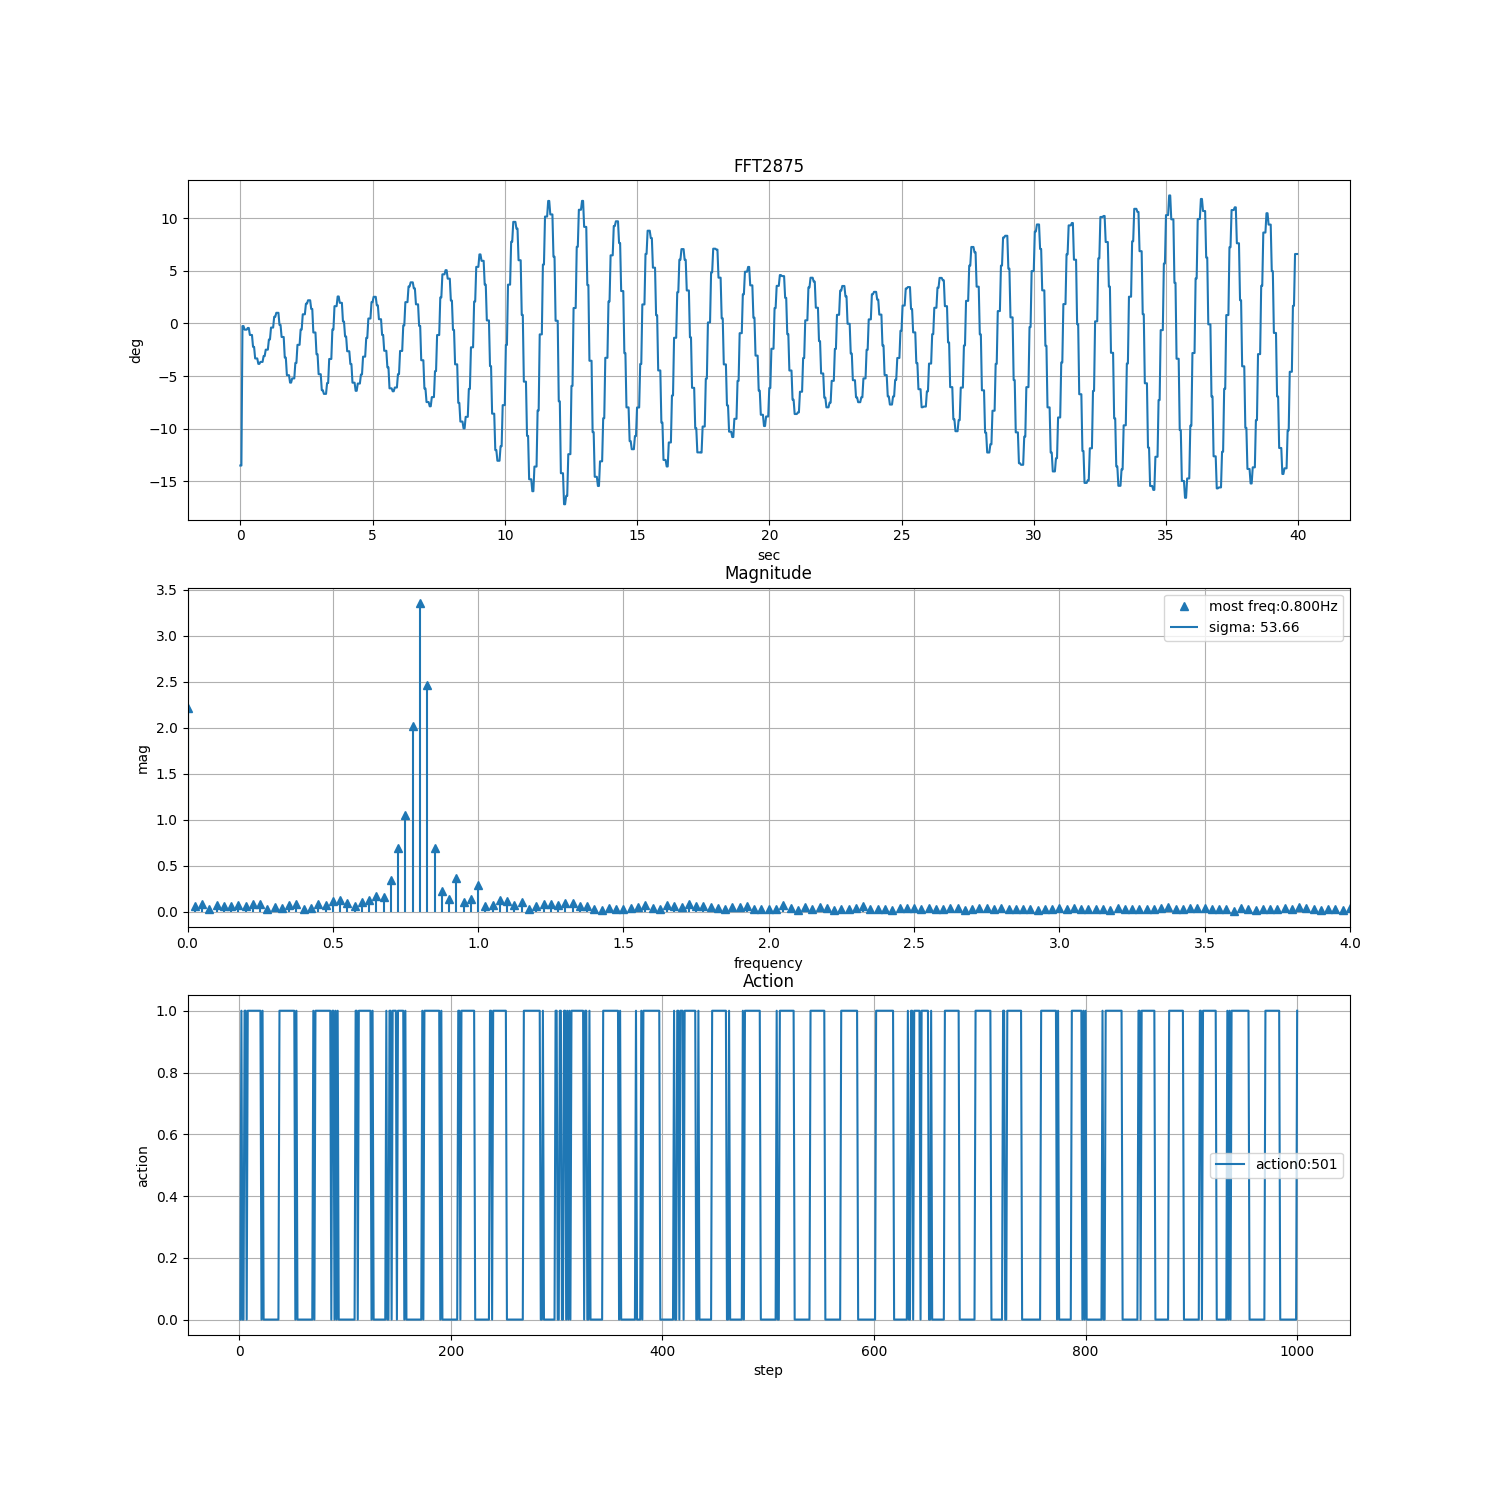 FFT2875
10
5
0
−5
−10
−15
deg
0 5 10 15 20 25 30 35 40
sec
Magnitude
3.5
3.0
2.5
2.0
1.5
1.0
0.5
0.0
mag
most freq:0.800Hz
sigma: 53.66
0.0 0.5 1.0 1.5 2.0 2.5 3.0 3.5 4.0
frequency
Action
1.0
0.8
0.6
0.4
0.2
0.0
action
action0:501
0 200 400 600 800 1000
step